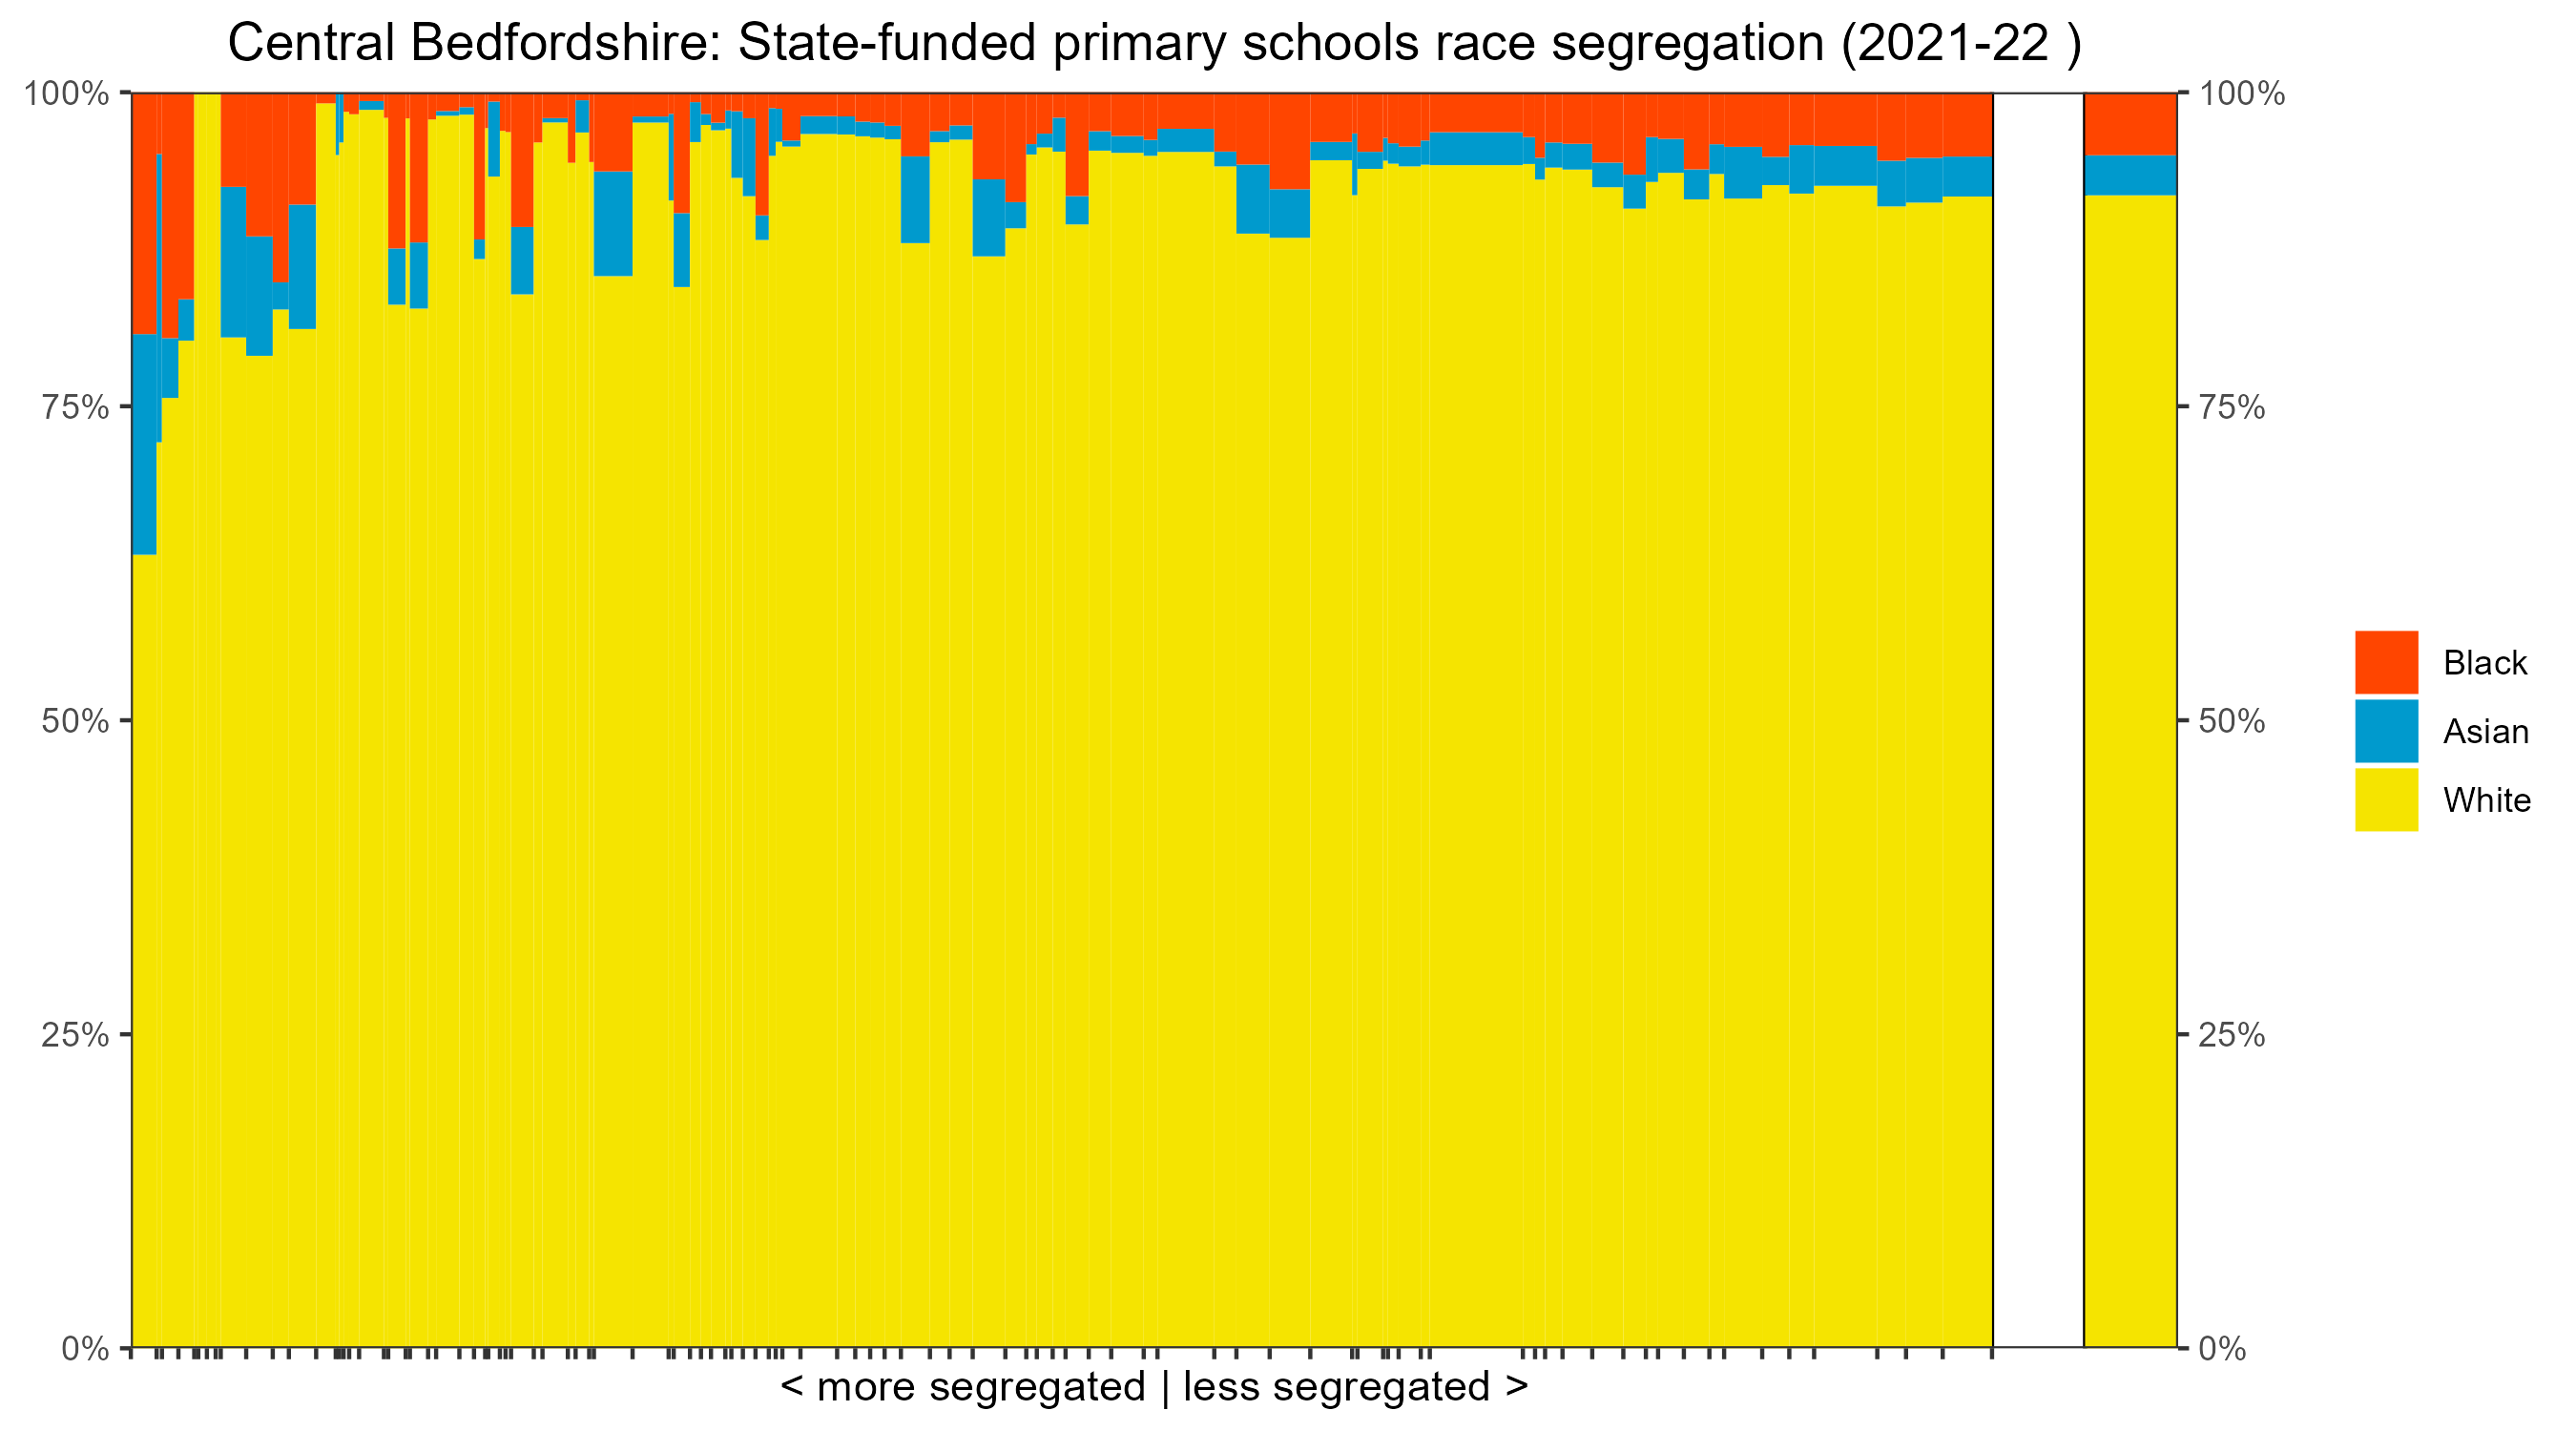 Central Bedfordshire: State-funded primary schools race segregation (2021-22 )
100%
75%
50%
25%
0%
100%
75%
50%
25%
0%
Black
Asian
White
< more segregated | less segregated >